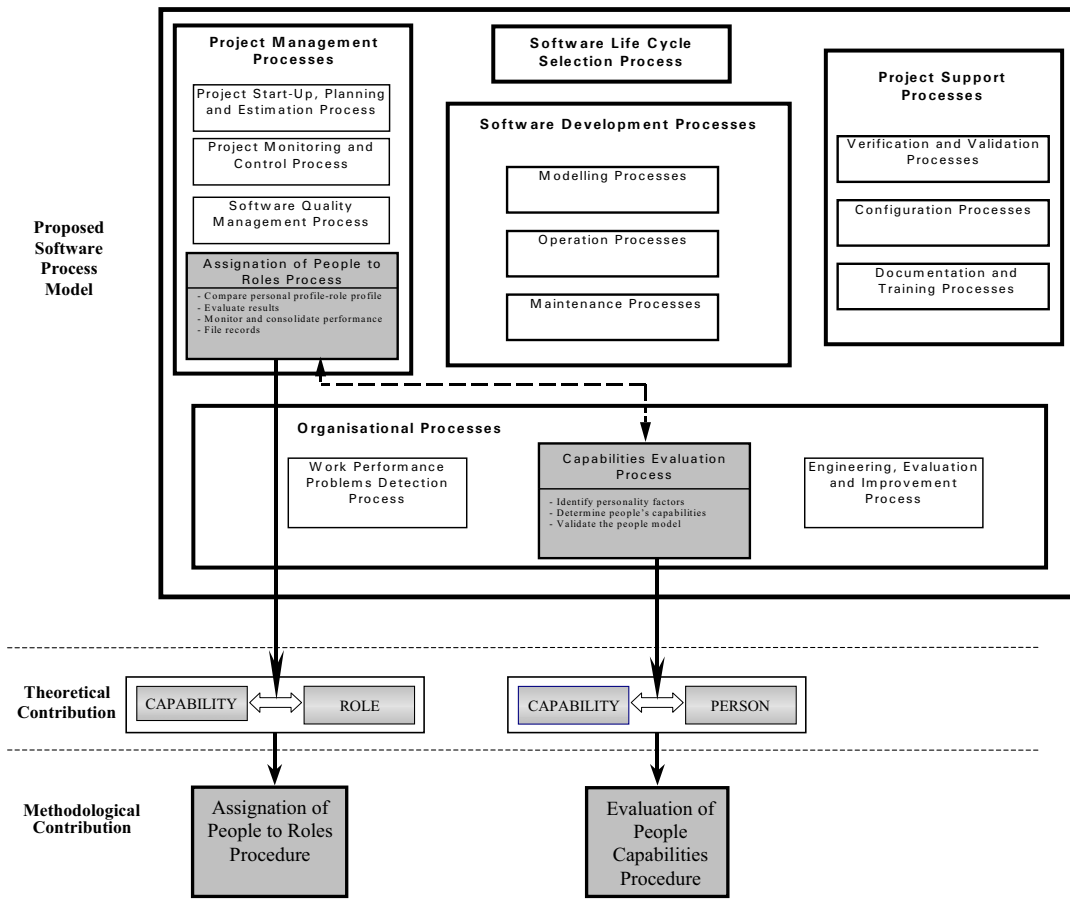 Project Management
Processes
Project Start-Up, Planning
and Estimation Process
Project Monitoring and
Control Process
Software Quality
Management Process
Assignation of People to
Roles Process
- Compare personal profile-role profile
- Evaluate results
- Monitor and consolidate performance
- File records
Software Life Cycle
Selection Process
Software Development Processes
Modelling Processes
Operation Processes
Maintenance Processes
Project Support
Processes
Verification and Validation
Processes
Configuration Processes
Documentation and
Training Processes
Proposed
Software
Process
Model
Organisational Processes
Work Performance
Problems Detection
Process
Capabilities Evaluation
Process
- Identify personality factors
- Determine people's capabilities
- Validate the people model
Engineering, Evaluation
and Improvement
Process
Theoretical
Contribution
CAPABILITY
ROLE
CAPABILITY
PERSON
Methodological
Contribution
Assignation of
People to Roles
Procedure
Evaluation of
People
Capabilities
Procedure